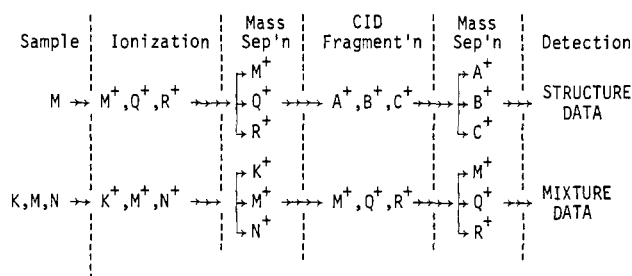 Mass CID Mass
Sample Ionization Sep'n Fragment'n Sep'n Detection
M+ A+
M M+,Q+,R+ Q+ A+,B+,C+ B+ STRUCTURE
R+ C+ DATA
K+ M+
K,M,N K+,M+,N+ M+ M+,Q+,R+ Q+ MIXTURE
N+ R+ DATA